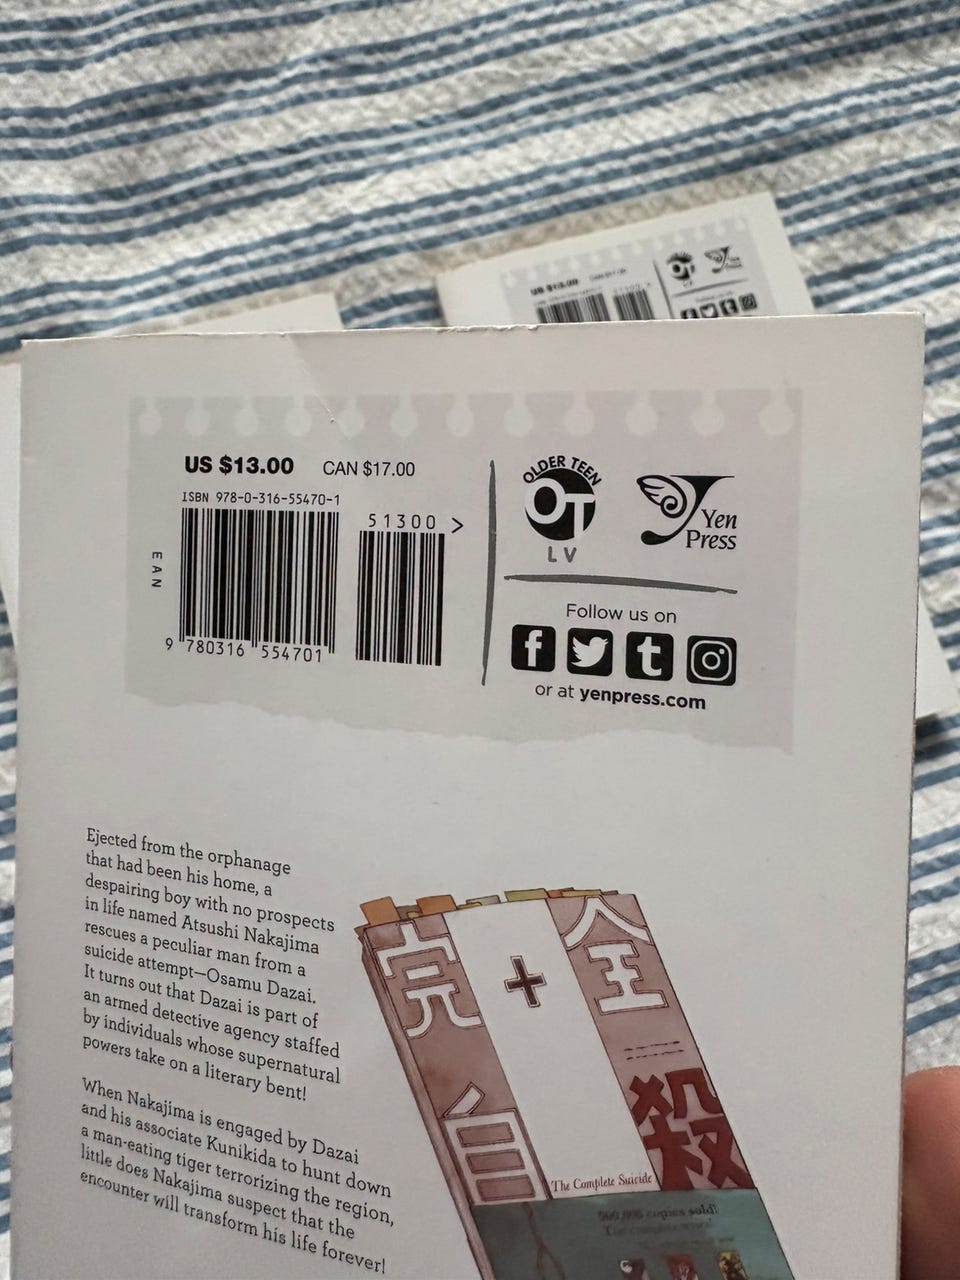 US $13.00 CAN $17.00
ISBN 978-0-316-55470-1
51300 >
EAN
9 780316 554701
OLDER TEEN
OT
LV
Yen
Press
Follow us on
f t
or at yenpress.com
Ejected from the orphanage
that had been his home, a
despairing boy with no prospects
in life named Atsushi Nakajima
rescues a peculiar man from a
suicide attempt—Osamu Dazai.
It turns out that Dazai is part of
an armed detective agency staffed
by individuals whose supernatural
powers take on a literary bent!
When Nakajima is engaged by Dazai
and his associate Kunikida to hunt down
a man-eating tiger terrorizing the region,
little does Nakajima suspect that the
encounter will transform his life forever!
完全
自殺
The Complete Suicide
copies sold!
US $13.00
OT
LV
Yen